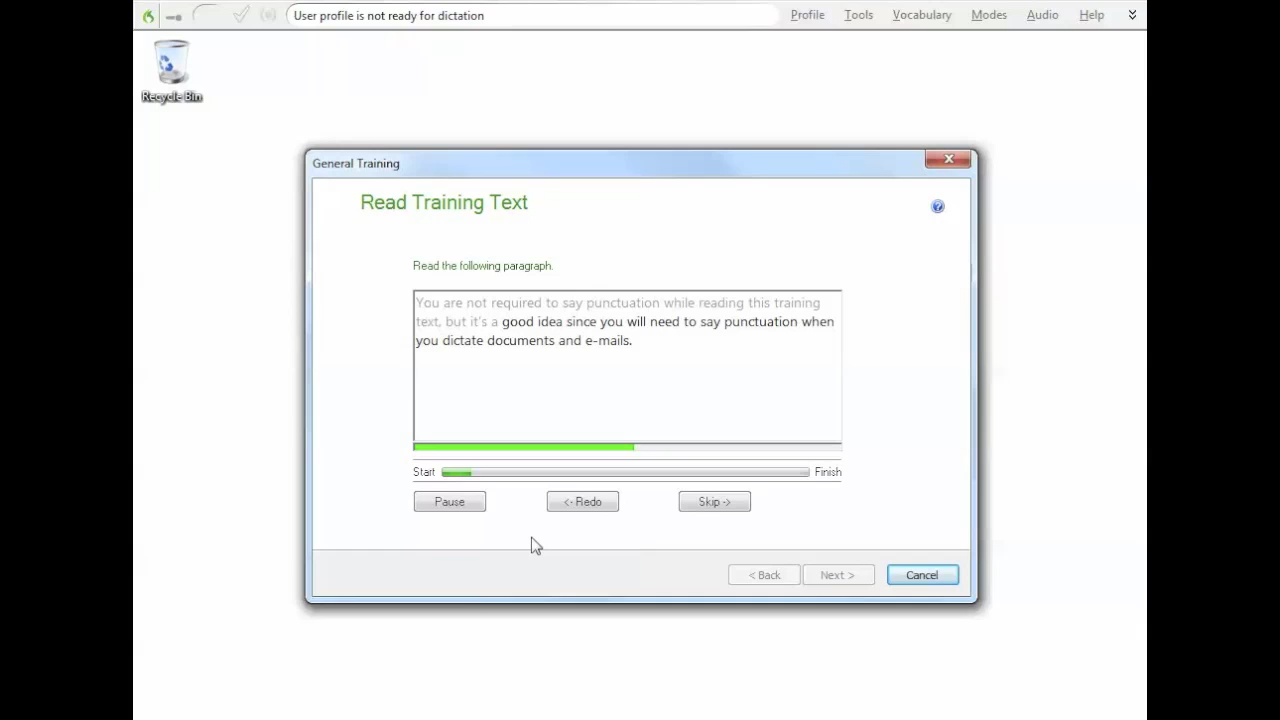 User profile is not ready for dictation
Profile Tools Vocabulary Modes Audio Help
Recycle Bin
General Training
Read Training Text
Read the following paragraph.
You are not required to say punctuation while reading this training
text, but it's a good idea since you will need to say punctuation when
you dictate documents and e-mails.
Start Finish
Pause <- Redo Skip ->
< Back Next > Cancel